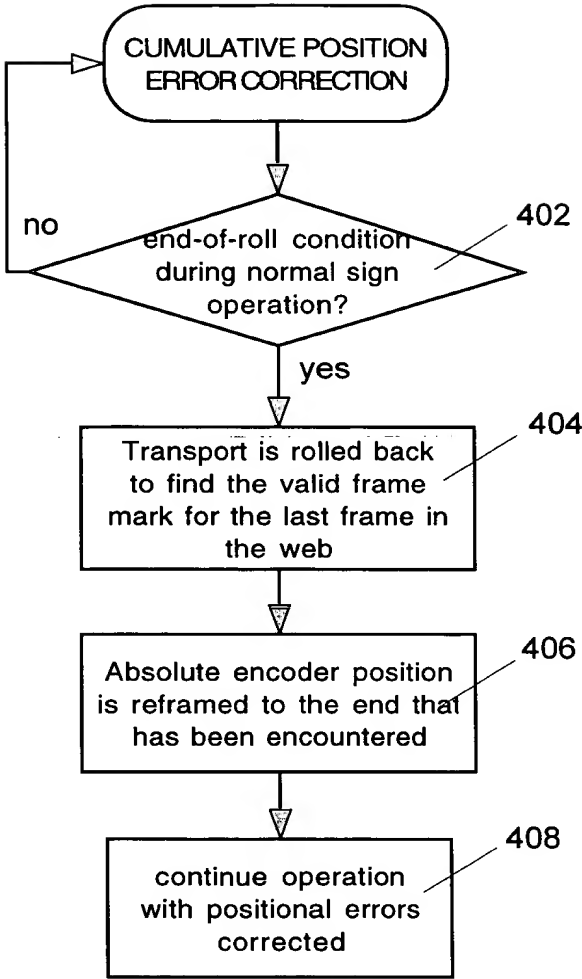 CUMULATIVE POSITION
ERROR CORRECTION
no
end-of-roll condition
during normal sign
operation?
402
yes
Transport is rolled back
to find the valid frame
mark for the last frame in
the web
404
Absolute encoder position
is reframed to the end that
has been encountered
406
continue operation
with positional errors
corrected
408